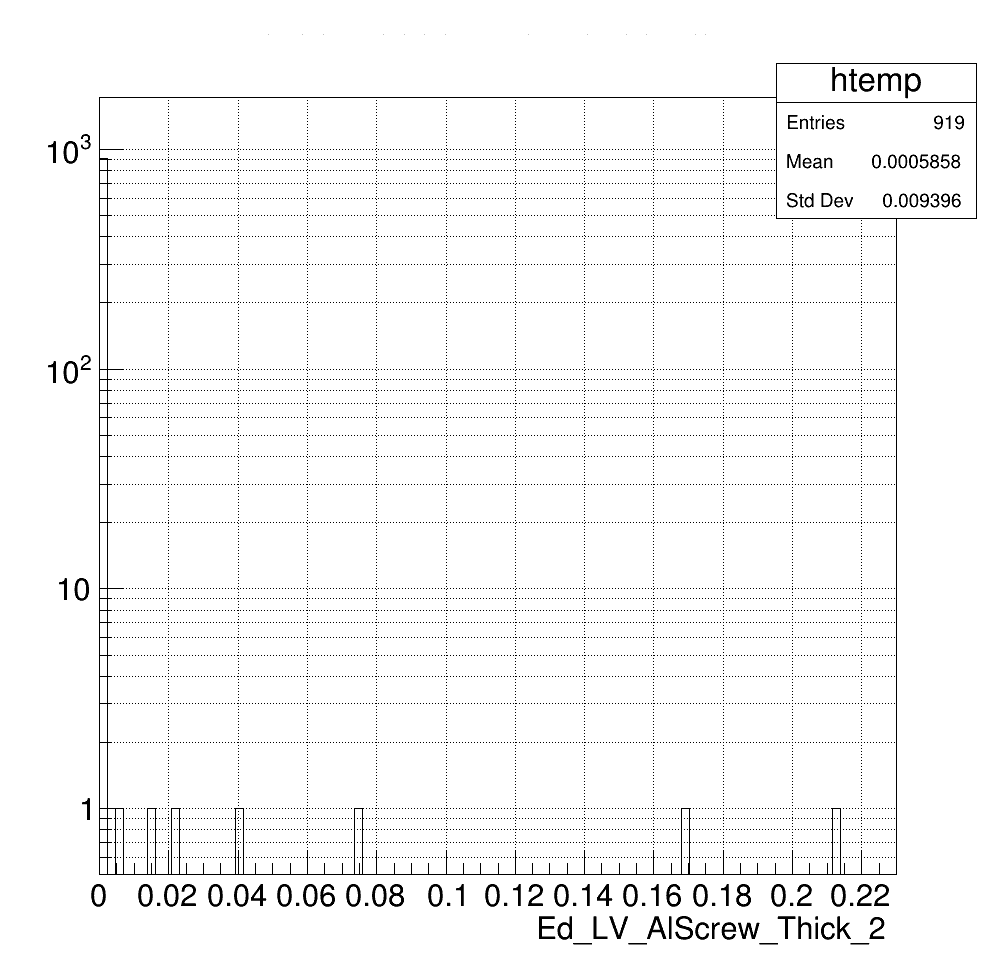 htemp
Entries 919
Mean 0.0005858
Std Dev 0.009396
10³
10²
10
1
0 0.02 0.04 0.06 0.08 0.1 0.12 0.14 0.16 0.18 0.2 0.22
Ed_LV_AlScrew_Thick_2